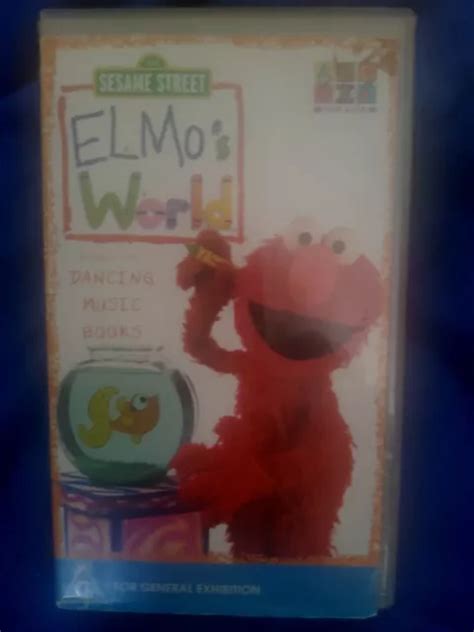 SESAME STREET
ELMO's
World
DANCING
MUSIC
BOOKS
FOR GENERAL EXHIBITION